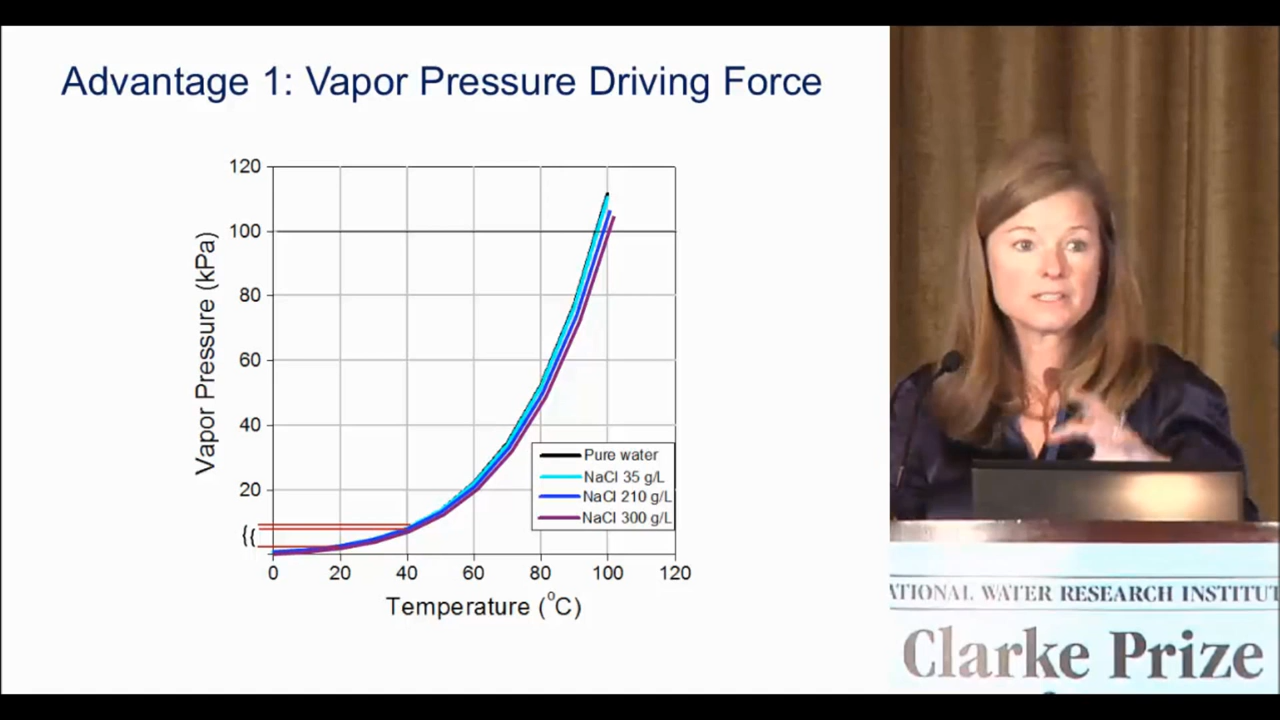 Advantage 1: Vapor Pressure Driving Force
120
100
80
60
40
20
Vapor Pressure (kPa)
{{
Pure water
NaCl 35 g/L
NaCl 210 g/L
NaCl 300 g/L
0 20 40 60 80 100 120
Temperature (°C)
ATIONAL WATER RESEARCH INSTITUT
Clarke Prize